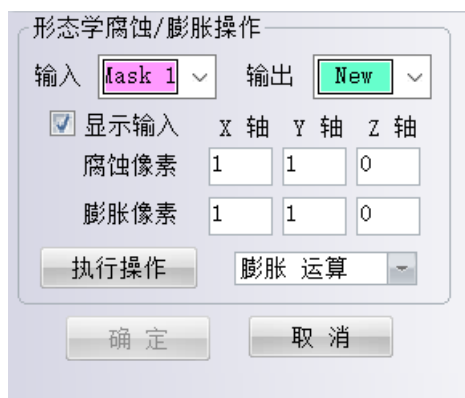 形态学腐蚀/膨胀操作
输入 Mask 1 输出 New
显示输入 X 轴 Y 轴 Z 轴
腐蚀像素 1 1 0
膨胀像素 1 1 0
执行操作 膨胀 运算
确 定 取 消